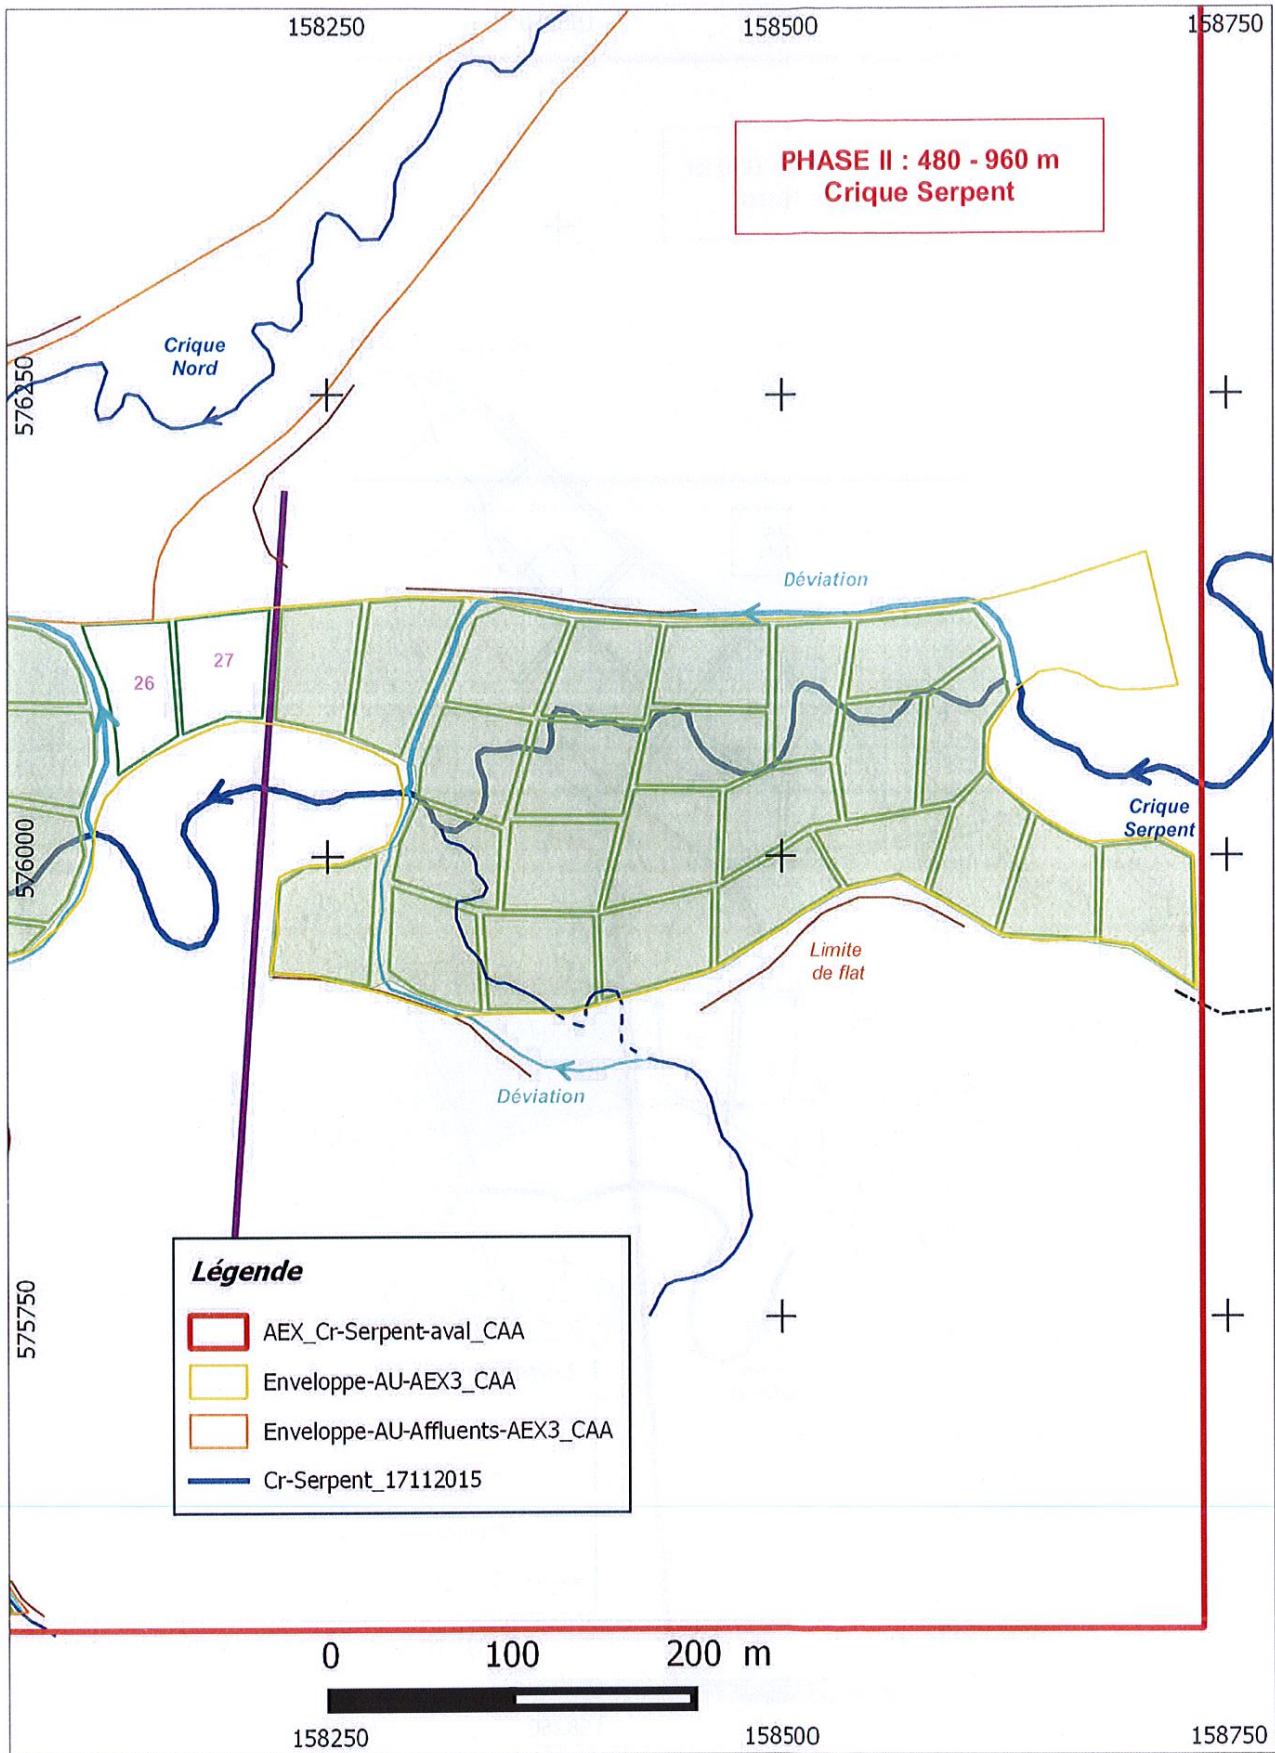 158250
158500
158750
PHASE II : 480 - 960 m
Crique Serpent
Crique
Nord
576250
Déviation
26
27
Crique
Serpent
576000
Limite
de flat
Déviation
575750
Légende
AEX_Cr-Serpent-aval_CAA
Enveloppe-AU-AEX3_CAA
Enveloppe-AU-Affluents-AEX3_CAA
Cr-Serpent_17112015
0 100 200 m
158250
158500
158750